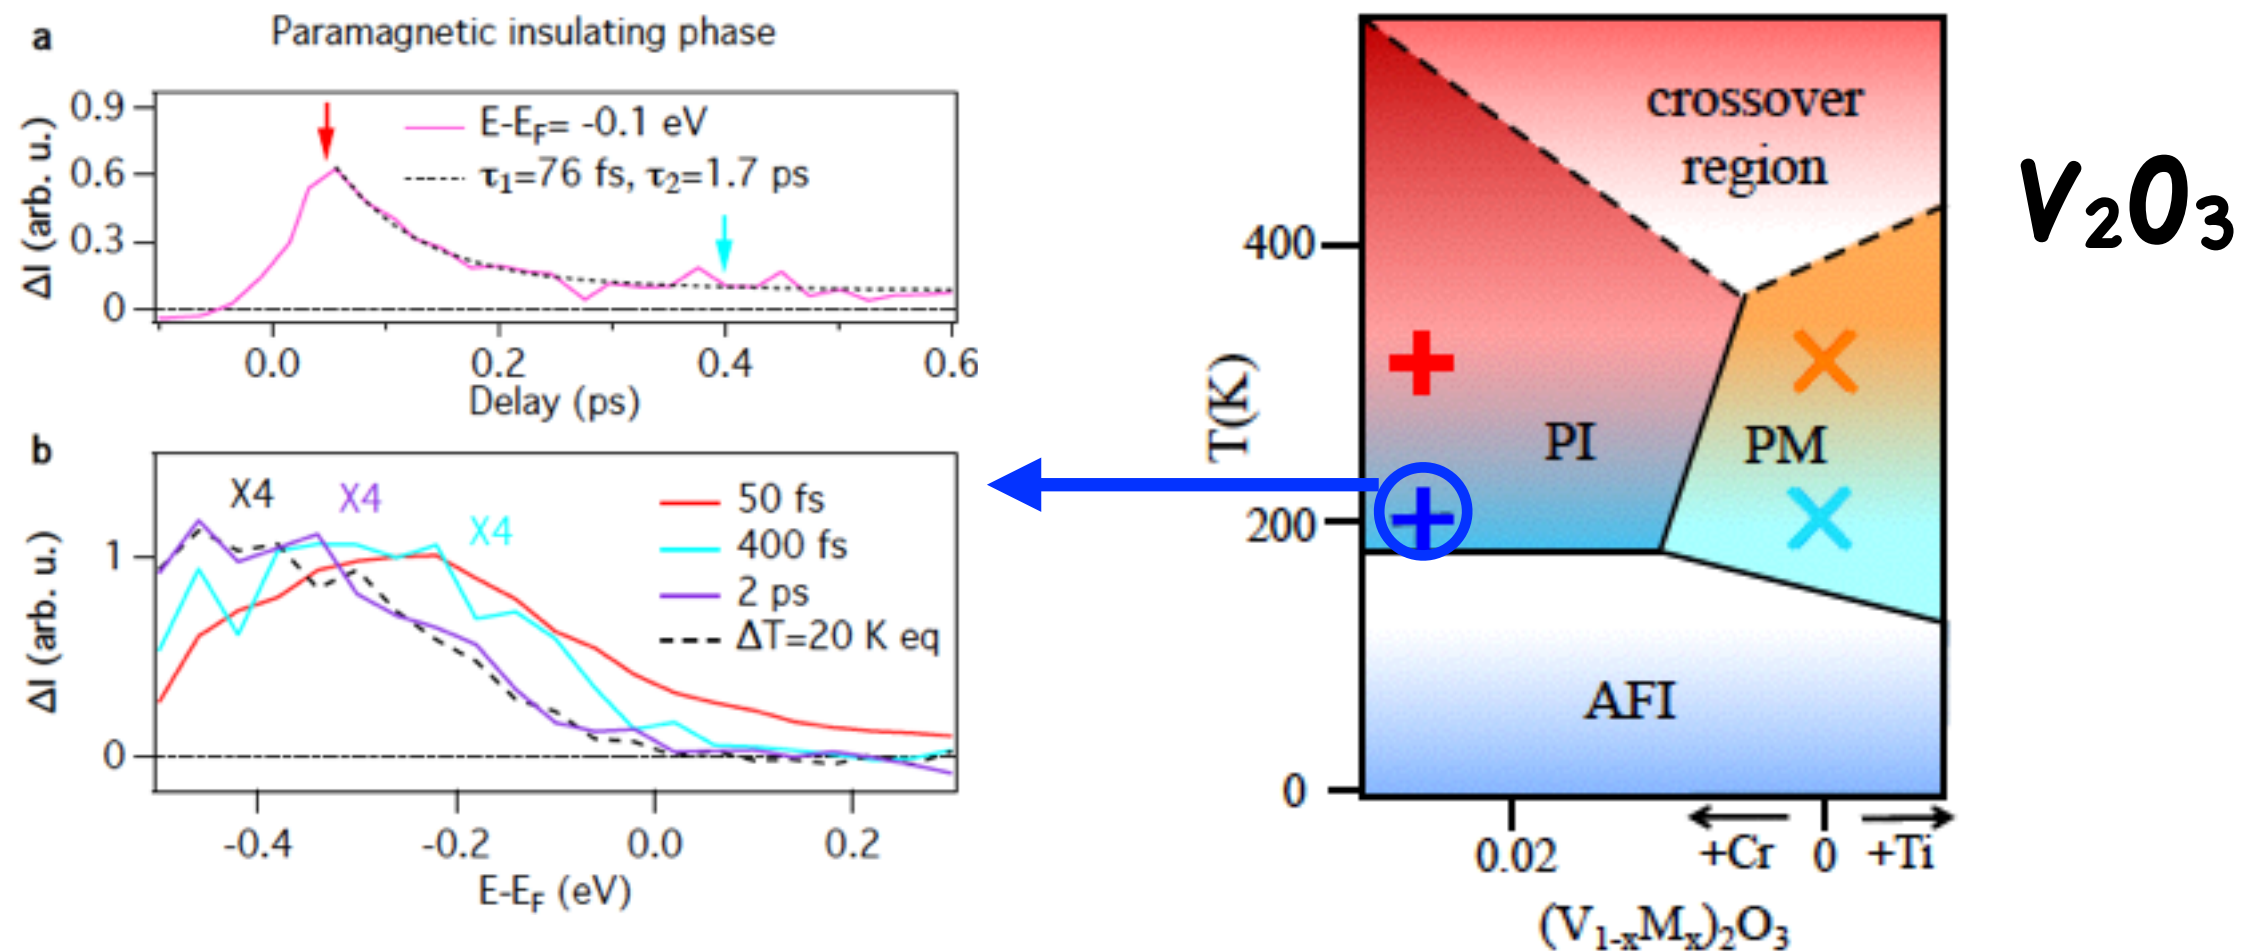 a
Paramagnetic insulating phase
0.9
0.6
0.3
0
ΔI (arb. u.)
E-E_F= -0.1 eV
τ₁=76 fs, τ₂=1.7 ps
0.0 0.2 0.4 0.6
Delay (ps)
b
1
0
ΔI (arb. u.)
X4 X4 X4
50 fs
400 fs
2 ps
ΔT=20 K eq
-0.4 -0.2 0.0 0.2
E-E_F (eV)
T(K)
400
200
0
crossover
region
PI
PM
AFI
0.02 +Cr 0 +Ti
(V₁₋ₓMₓ)₂O₃
V₂O₃